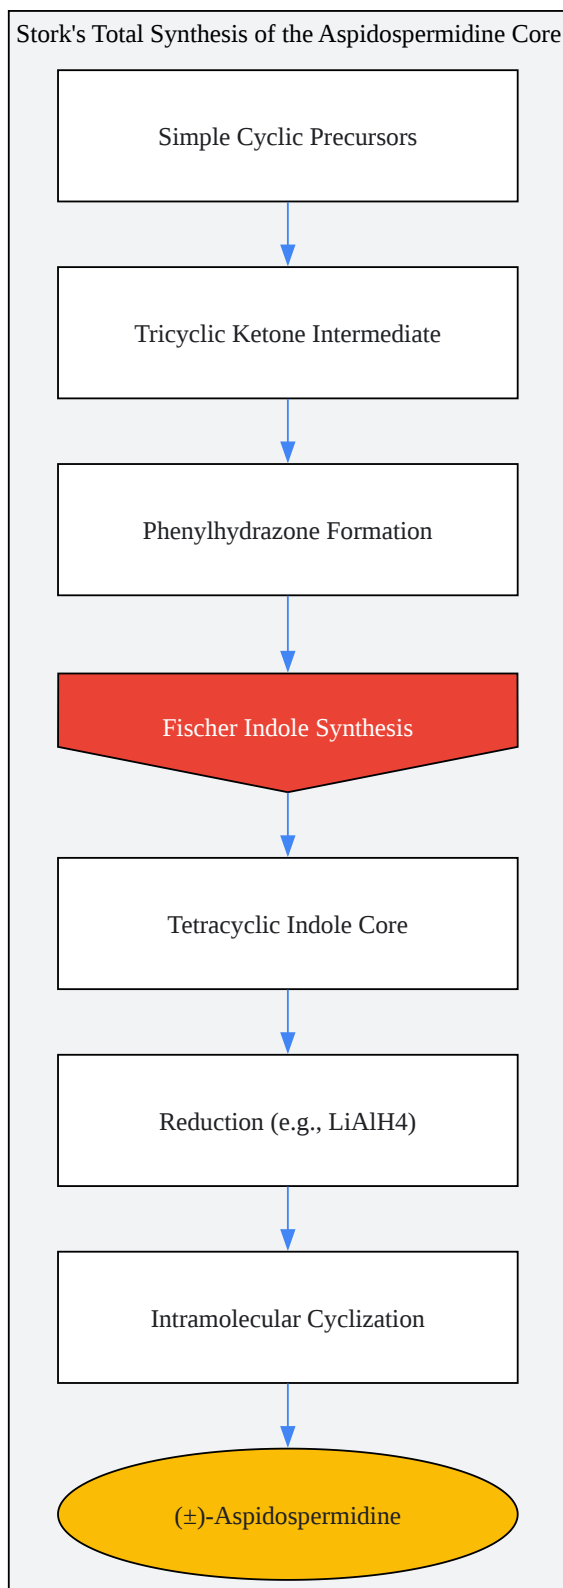 Stork's Total Synthesis of the Aspidospermidine Core
Simple Cyclic Precursors
Tricyclic Ketone Intermediate
Phenylhydrazone Formation
Fischer Indole Synthesis
Tetracyclic Indole Core
Reduction (e.g., LiAlH4)
Intramolecular Cyclization
(±)-Aspidospermidine